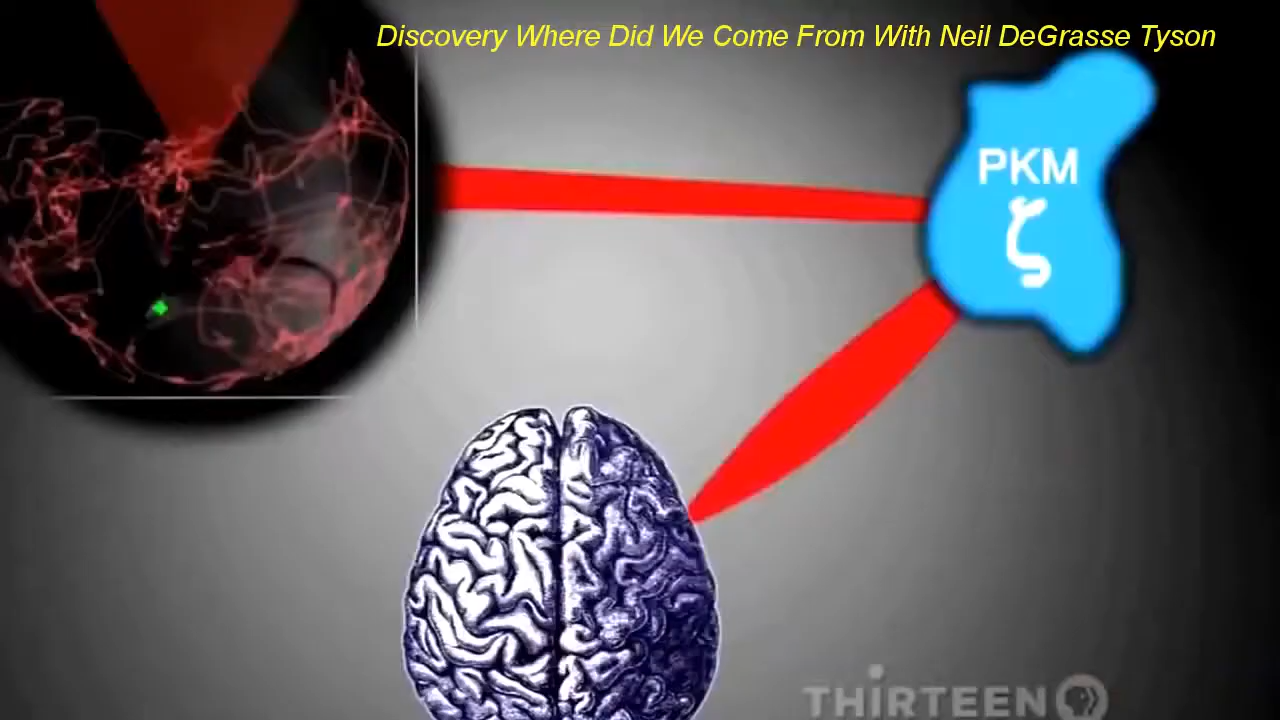 Discovery Where Did We Come From With Neil DeGrasse Tyson
PKM
ζ
THIRTEEN